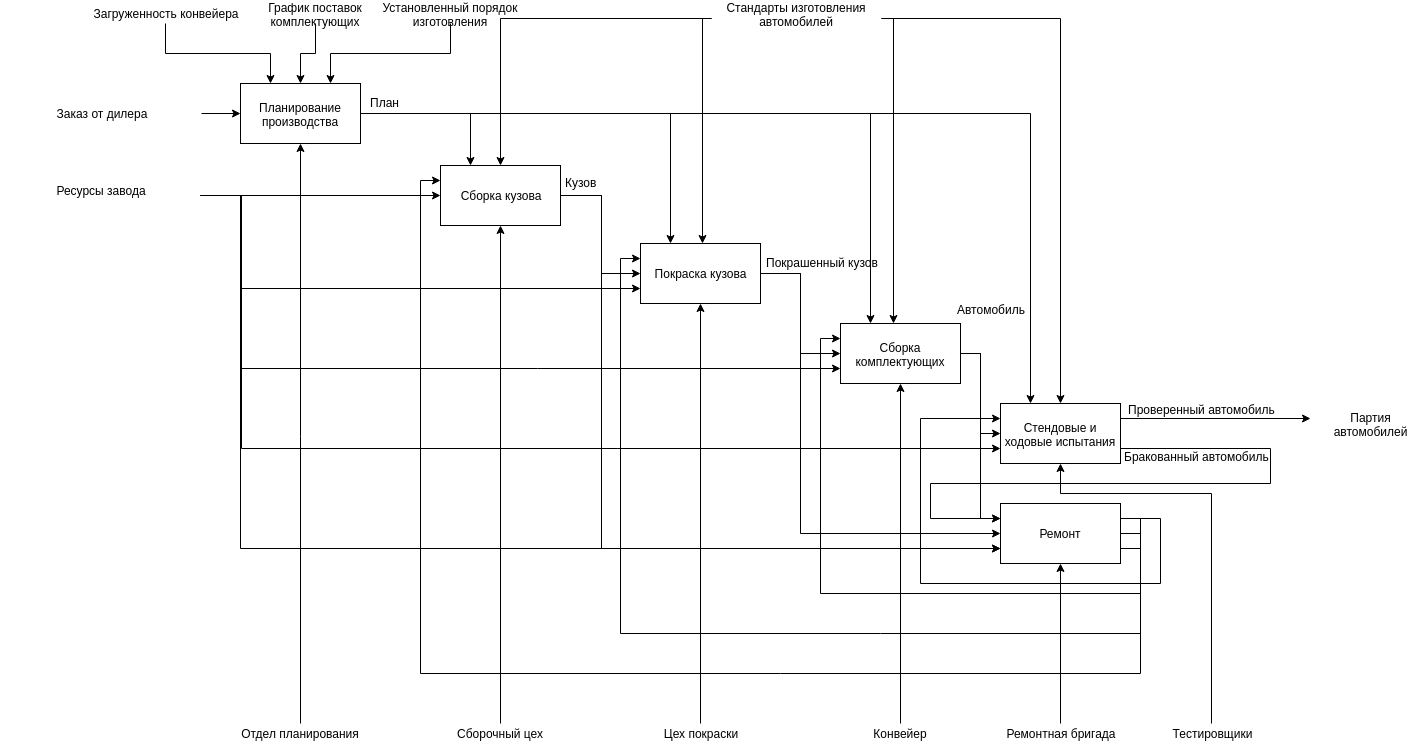 Загруженность конвейера
График поставок
комплектующих
Установленный порядок
изготовления
Стандарты изготовления
автомобилей
Заказ от дилера
Планирование
производства
План
Ресурсы завода
Сборка кузова
Кузов
Покраска кузова
Покрашенный кузов
Сборка
комплектующих
Автомобиль
Стендовые и
ходовые испытания
Проверенный автомобиль
Партия
автомобилей
Бракованный автомобиль
Ремонт
Отдел планирования
Сборочный цех
Цех покраски
Конвейер
Ремонтная бригада
Тестировщики